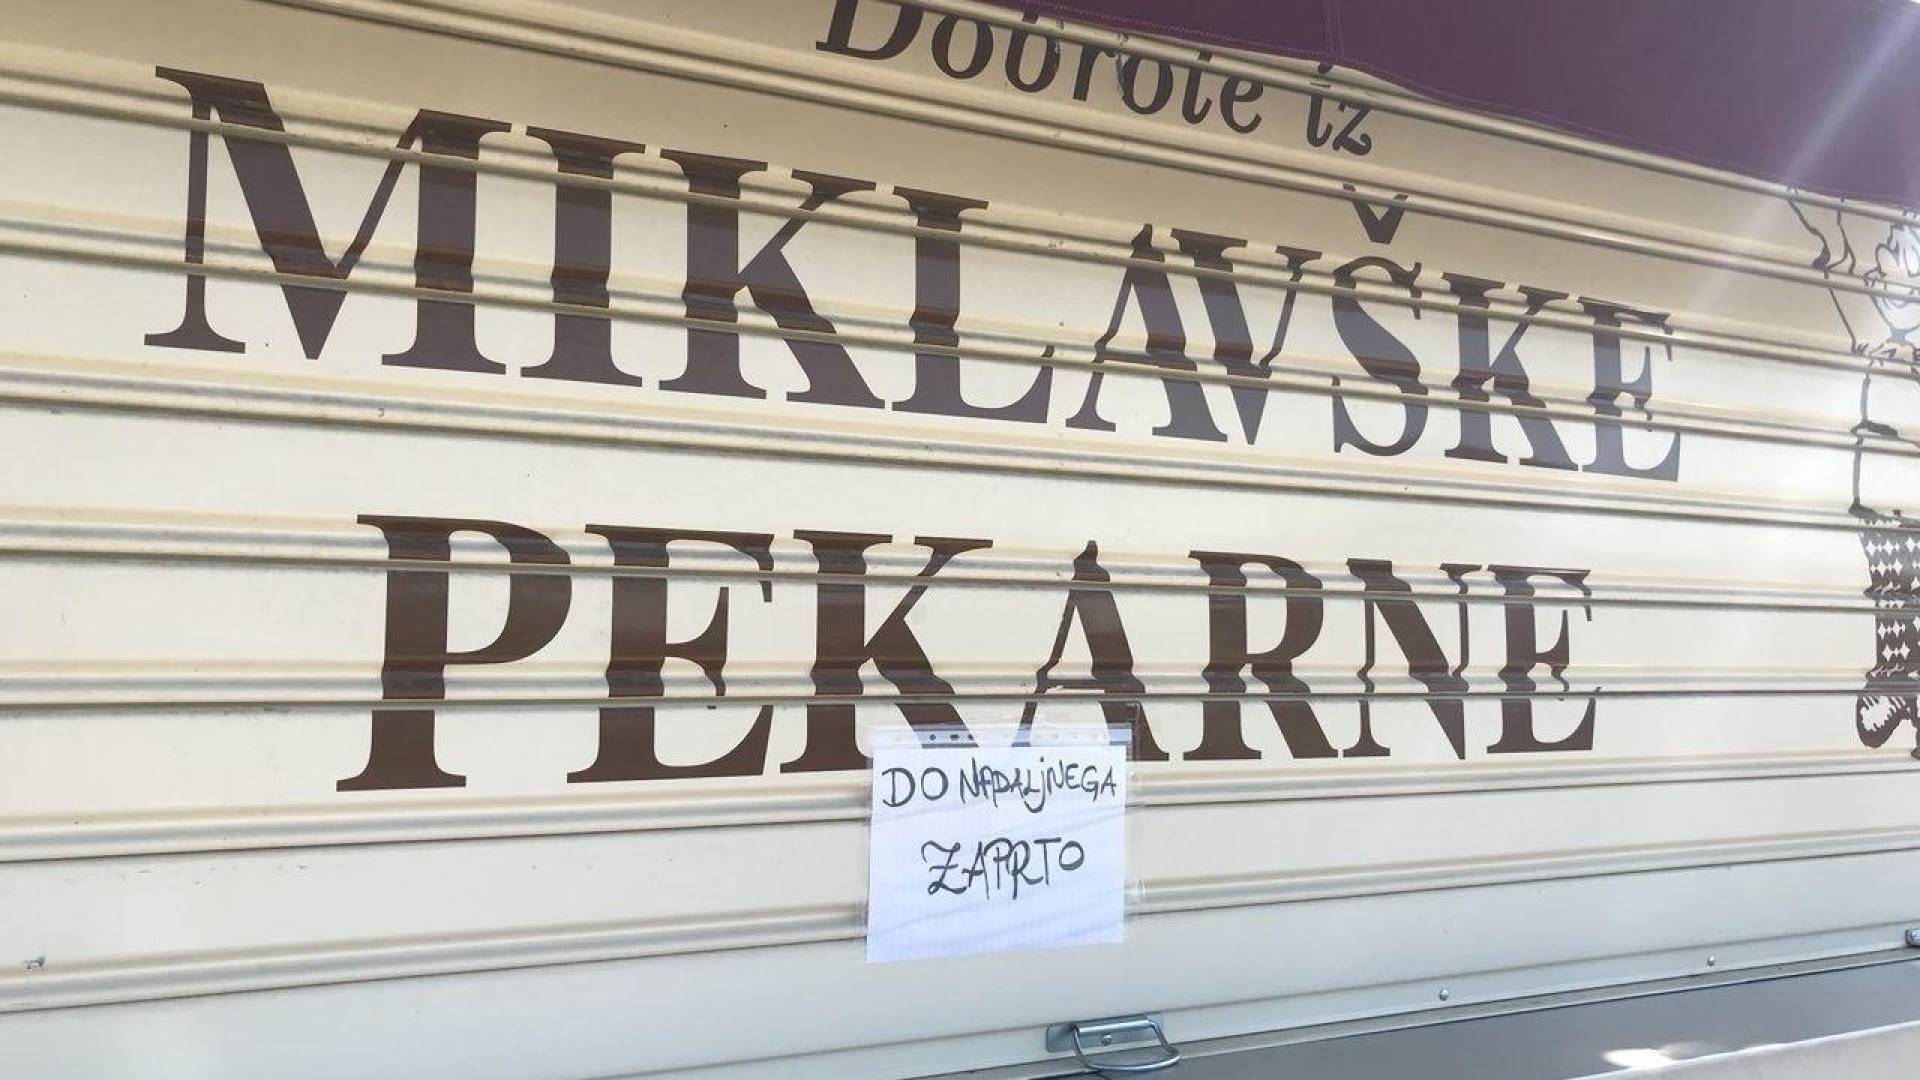 Dobrote iz
MIKLAVŠKE
PEKARNE
DO NADALJNEGA
ZAPRTO